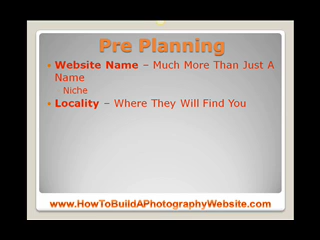 Pre Planning
• Website Name – Much More Than Just A
Name
Niche
• Locality – Where They Will Find You
www.HowToBuildAPhotographyWebsite.com